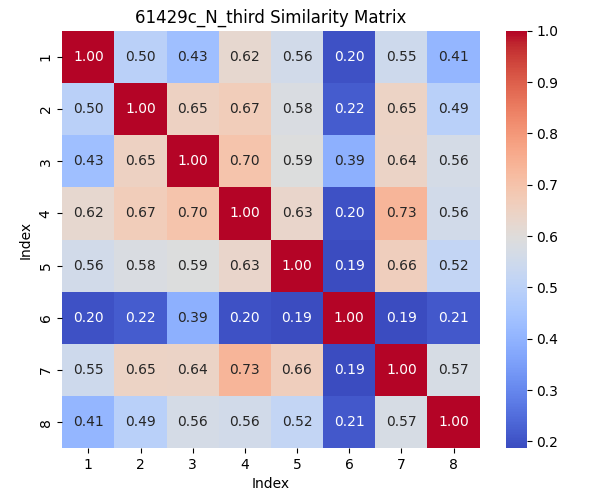 61429c_N_third Similarity Matrix
1 1.00 0.50 0.43 0.62 0.56 0.20 0.55 0.41
2 0.50 1.00 0.65 0.67 0.58 0.22 0.65 0.49
3 0.43 0.65 1.00 0.70 0.59 0.39 0.64 0.56
4 0.62 0.67 0.70 1.00 0.63 0.20 0.73 0.56
5 0.56 0.58 0.59 0.63 1.00 0.19 0.66 0.52
6 0.20 0.22 0.39 0.20 0.19 1.00 0.19 0.21
7 0.55 0.65 0.64 0.73 0.66 0.19 1.00 0.57
8 0.41 0.49 0.56 0.56 0.52 0.21 0.57 1.00
1 2 3 4 5 6 7 8
Index
Index
1.0
0.9
0.8
0.7
0.6
0.5
0.4
0.3
0.2